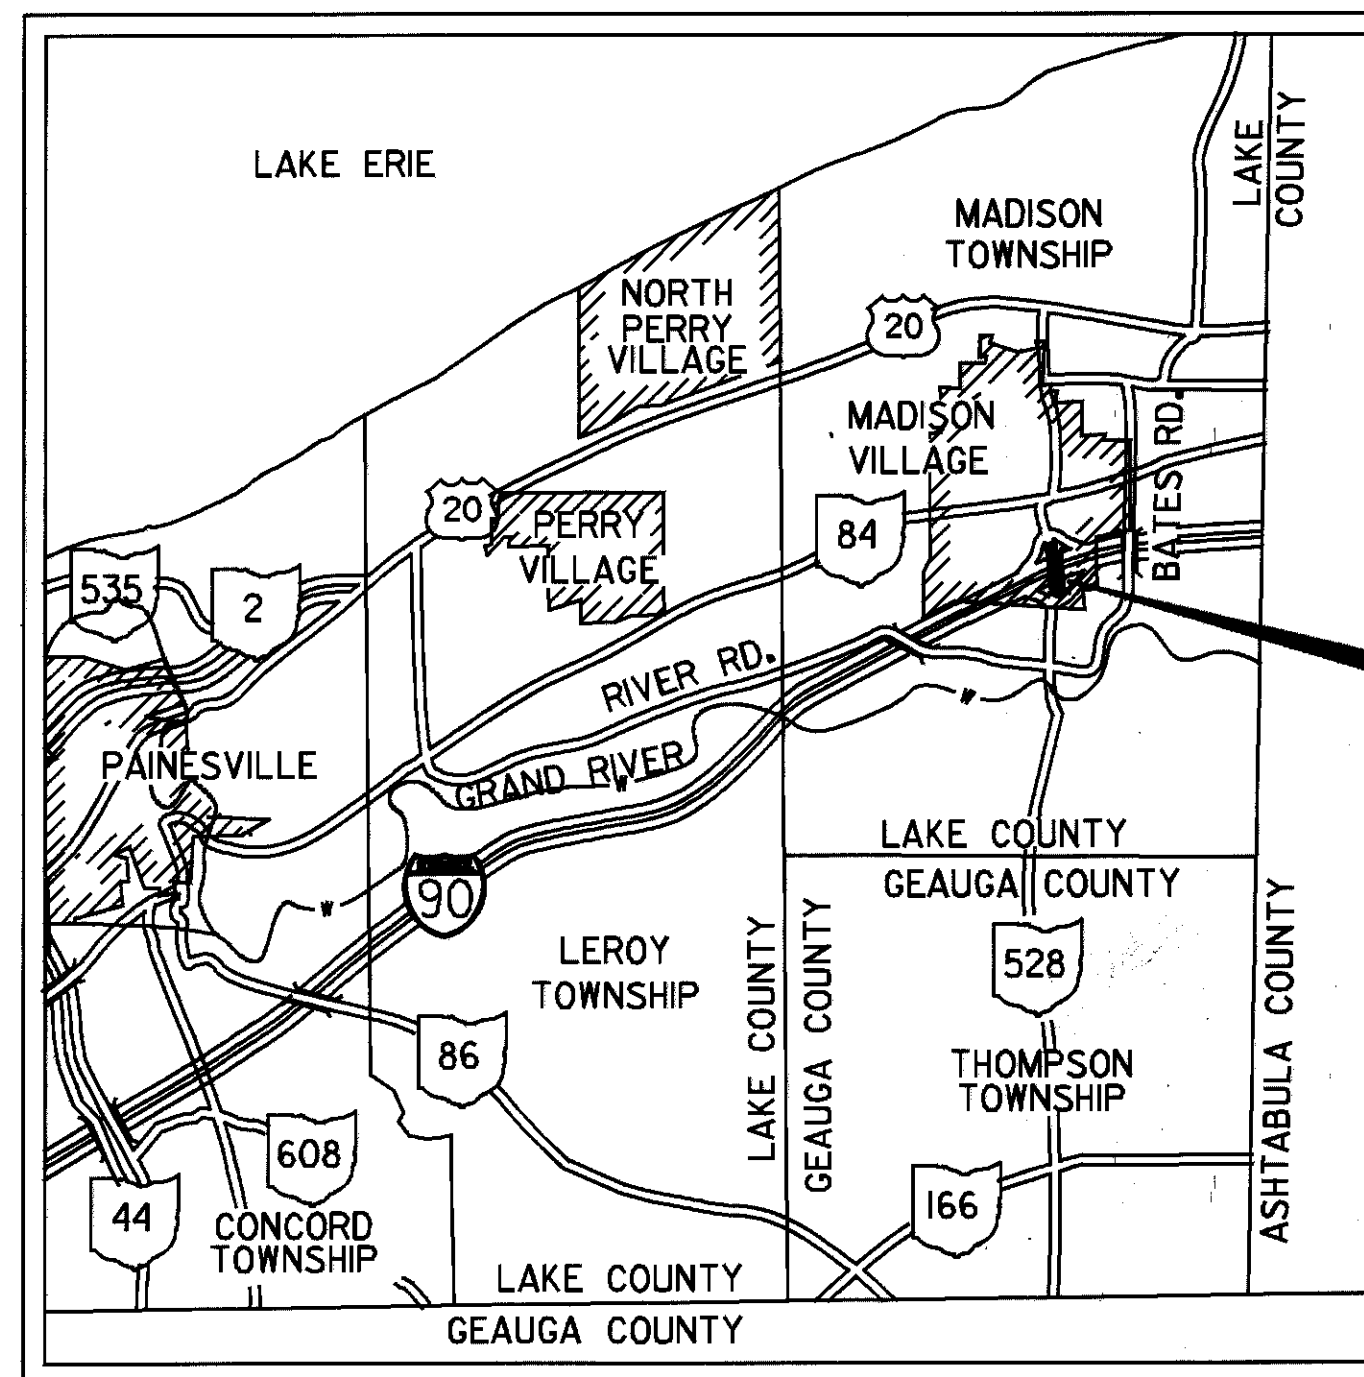 LAKE ERIE
LAKE
COUNTY
MADISON
TOWNSHIP
NORTH
PERRY
VILLAGE
20
MADISON
VILLAGE
BATES RD.
20
PERRY
VILLAGE
84
535
2
RIVER RD.
PAINESVILLE
GRAND RIVER
W
W
LAKE COUNTY
GEAUGA COUNTY
90
W
LEROY
TOWNSHIP
LAKE COUNTY
GEAUGA COUNTY
528
ASHTABULA COUNTY
86
THOMPSON
TOWNSHIP
608
44
166
CONCORD
TOWNSHIP
LAKE COUNTY
GEAUGA COUNTY